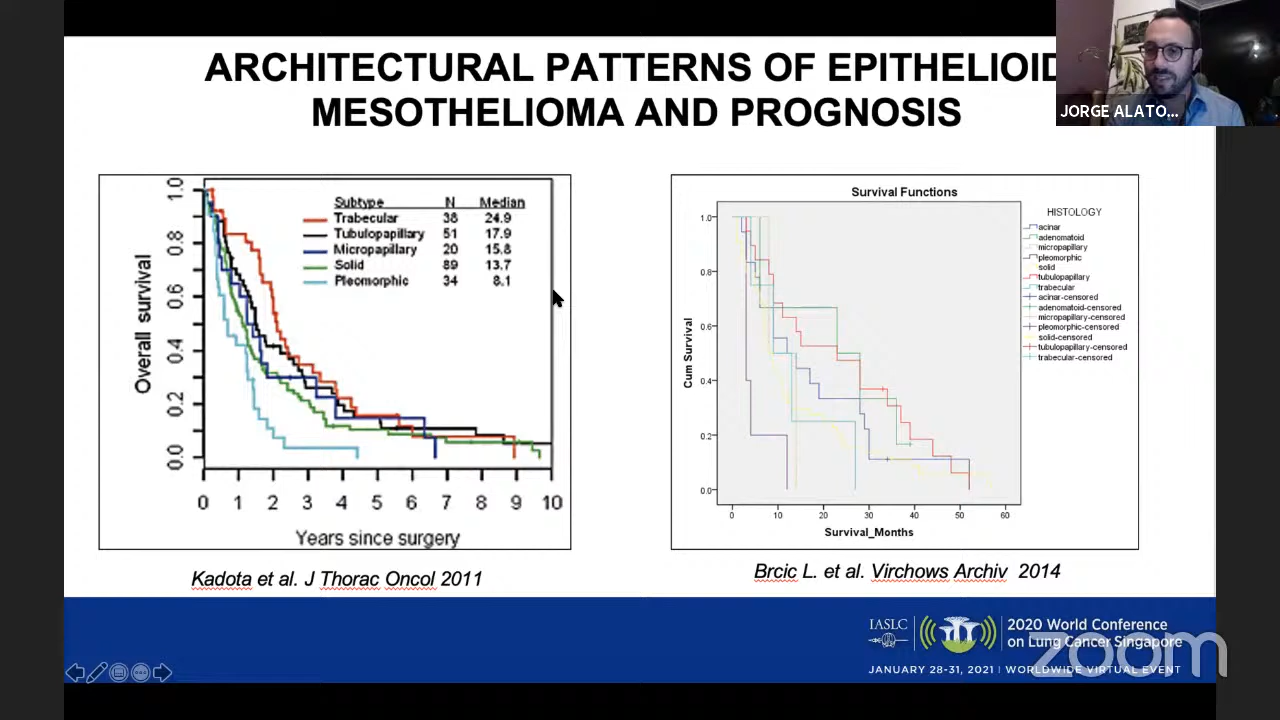 ARCHITECTURAL PATTERNS OF EPITHELIOID
MESOTHELIOMA AND PROGNOSIS
JORGE ALATO...
Subtype N Median
Trabecular 38 24.9
Tubulopapillary 51 17.9
Micropapillary 20 15.8
Solid 89 13.7
Pleomorphic 34 8.1
Overall survival
1.0
0.8
0.6
0.4
0.2
0.0
0 1 2 3 4 5 6 7 8 9 10
Years since surgery
Kadota et al. J Thorac Oncol 2011
Survival Functions
HISTOLOGY
acinar
adenomatoid
micropapillary
pleomorphic
solid
tubulopapillary
trabecular
acinar-censored
adenomatoid-censored
micropapillary-censored
pleomorphic-censored
solid-censored
tubulopapillary-censored
trabecular-censored
Cum Survival
1.0
0.8
0.6
0.4
0.2
0.0
0 10 20 30 40 50 60
Survival_Months
Brcic L. et al. Virchows Archiv 2014
IASLC
2020 World Conference
on Lung Cancer Singapore
JANUARY 28-31, 2021 | WORLDWIDE VIRTUAL EVENT
zoom